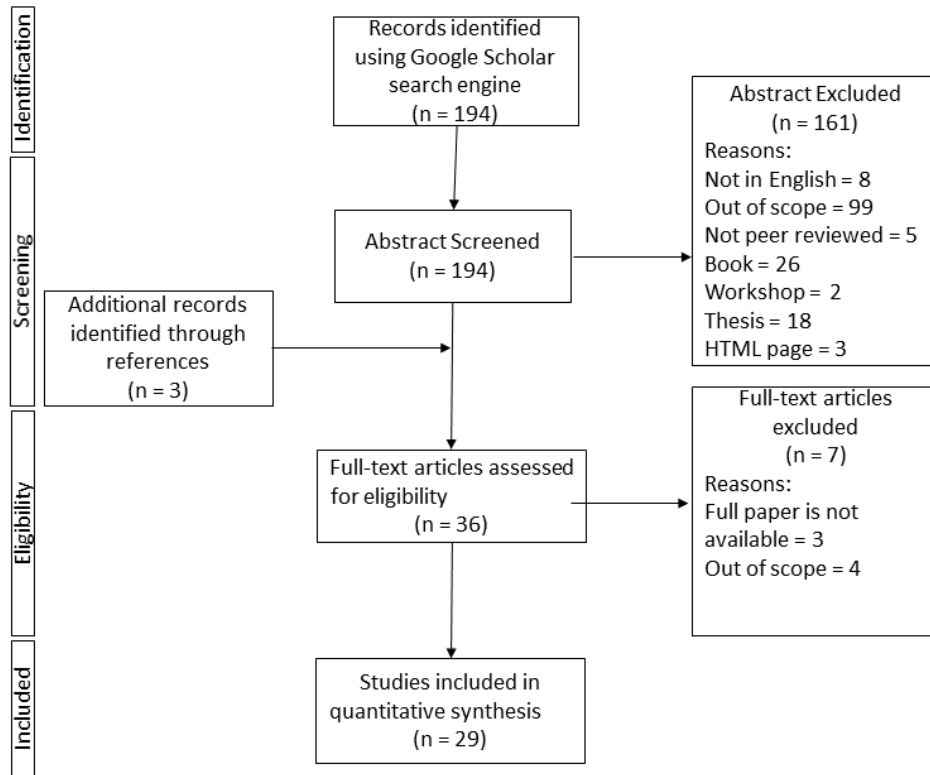 Identification
Records identified
using Google Scholar
search engine
(n = 194)
Abstract Excluded
(n = 161)
Reasons:
Not in English = 8
Out of scope = 99
Not peer reviewed = 5
Book = 26
Workshop = 2
Thesis = 18
HTML page = 3
Screening
Abstract Screened
(n = 194)
Additional records
identified through
references
(n = 3)
Eligibility
Full-text articles assessed
for eligibility
(n = 36)
Full-text articles
excluded
(n = 7)
Reasons:
Full paper is not
available = 3
Out of scope = 4
Included
Studies included in
quantitative synthesis
(n = 29)